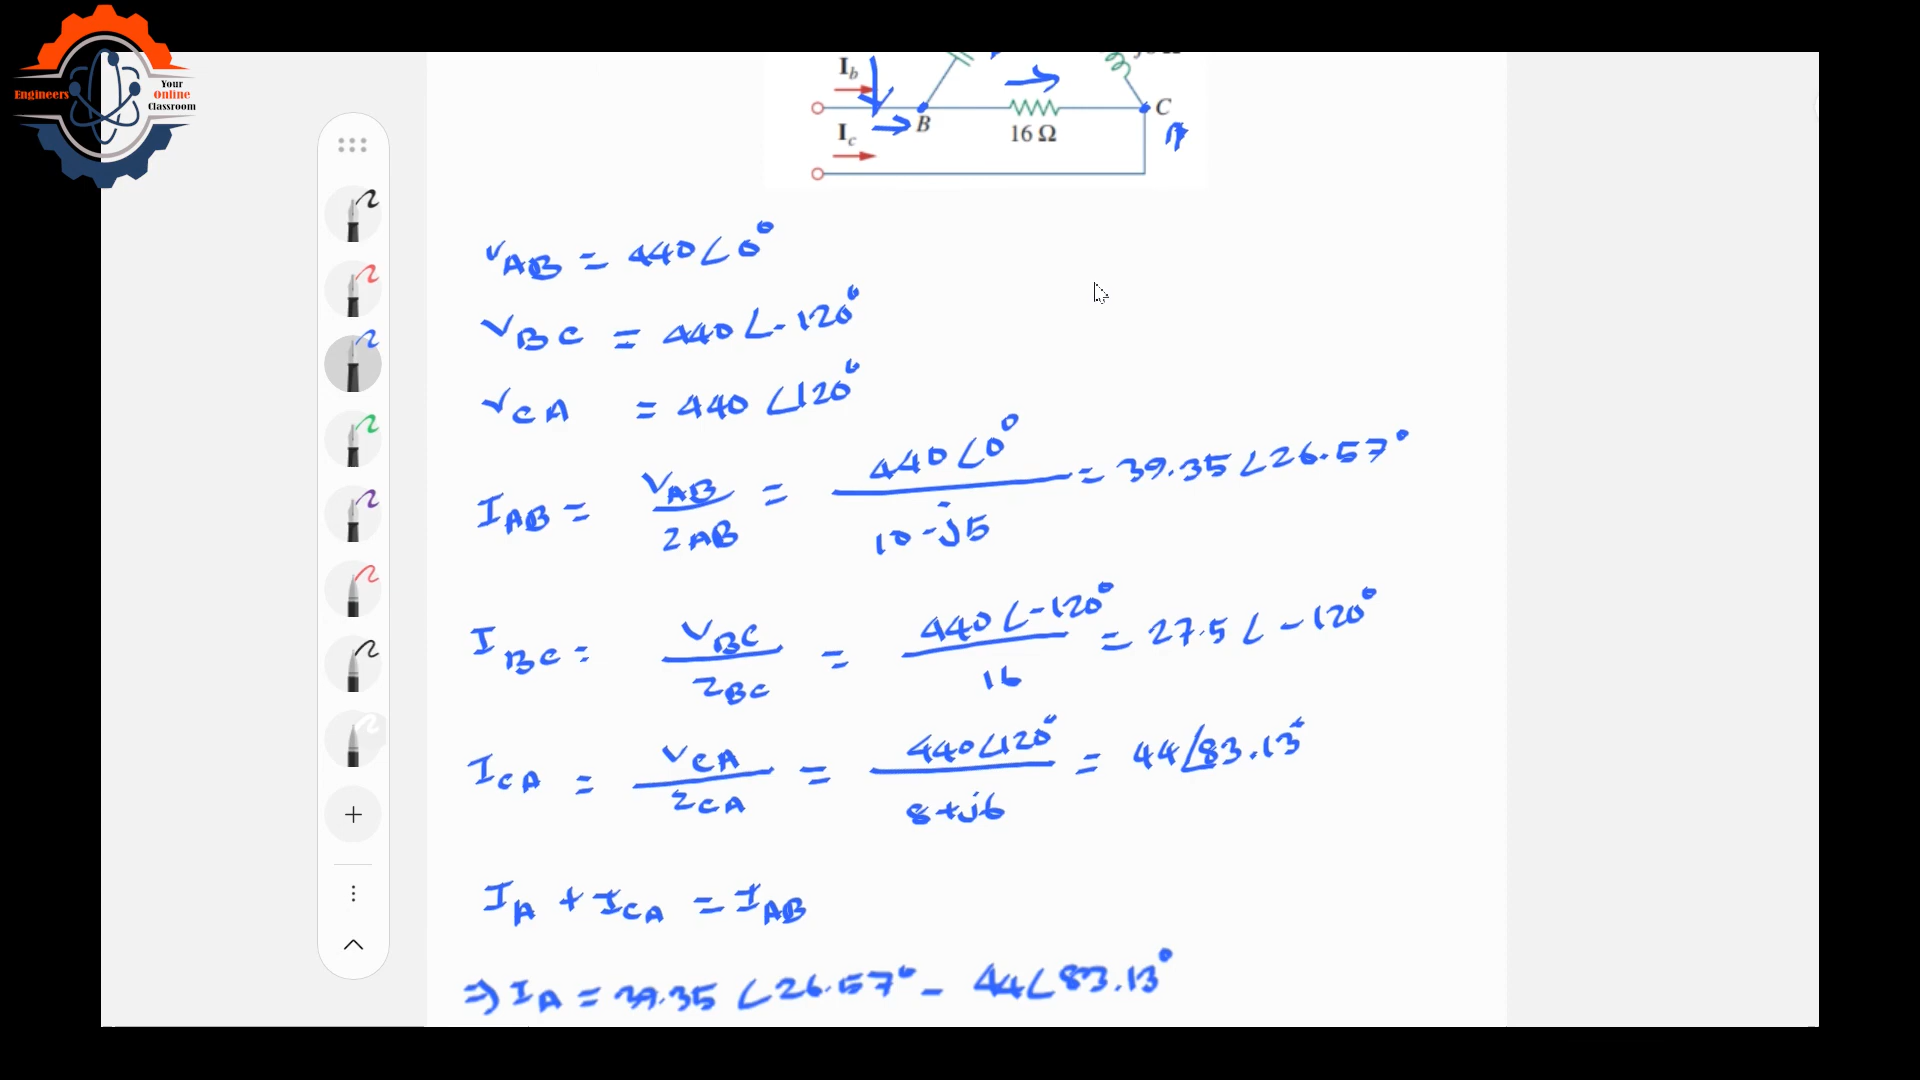 Engineers
Your
Online
Classroom
I_b
B
16 Ω
C
I_c
V_AB = 440∠0°
V_BC = 440∠-120°
V_CA = 440∠120°
I_AB = V_AB / Z_AB = 440∠0° / 10-j5 = 39.35∠26.57°
I_BC = V_BC / Z_BC = 440∠-120° / 16 = 27.5∠-120°
I_CA = V_CA / Z_CA = 440∠120° / 8+j6 = 44∠83.13°
I_A + I_CA = I_AB
⇒ I_A = 39.35∠26.57° - 44∠83.13°